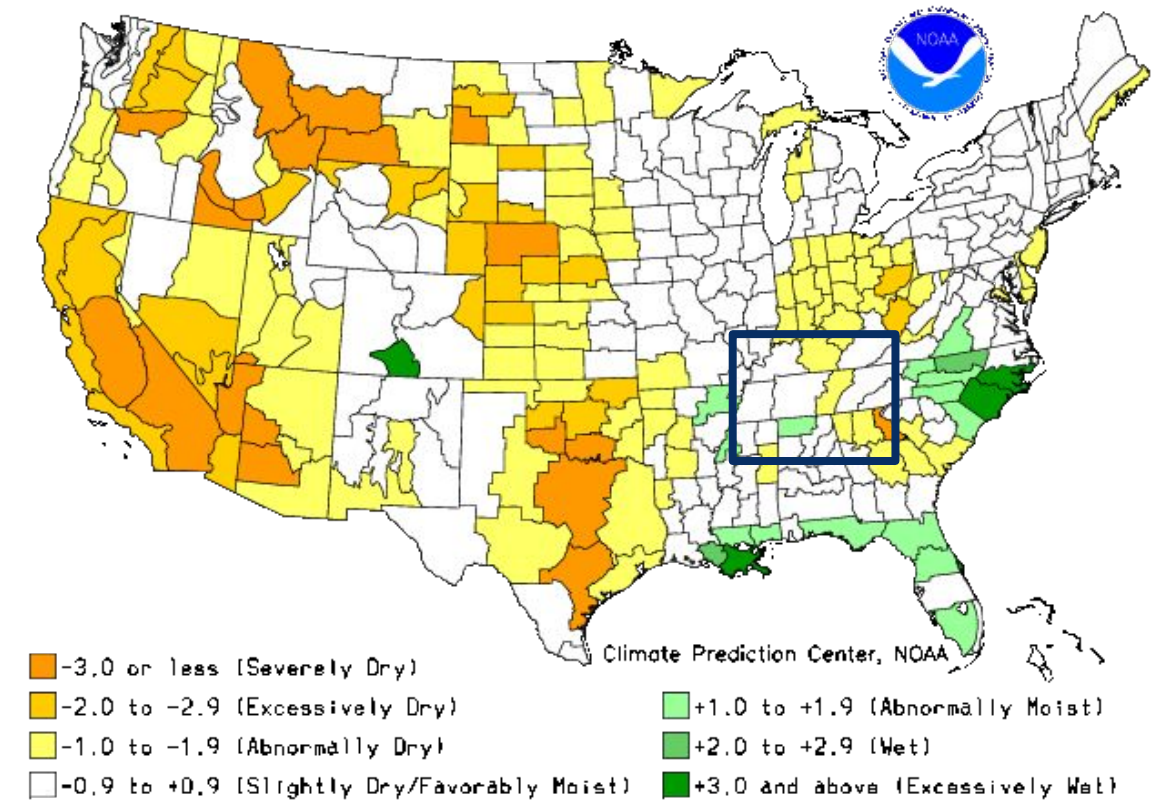 NOAA
Climate Prediction Center, NOAA
-3.0 or less (Severely Dry)
-2.0 to -2.9 (Excessively Dry)
-1.0 to -1.9 (Abnormally Dry)
-0.9 to +0.9 (Slightly Dry/Favorably Moist)
+1.0 to +1.9 (Abnormally Moist)
+2.0 to +2.9 (Wet)
+3.0 and above (Excessively Wet)